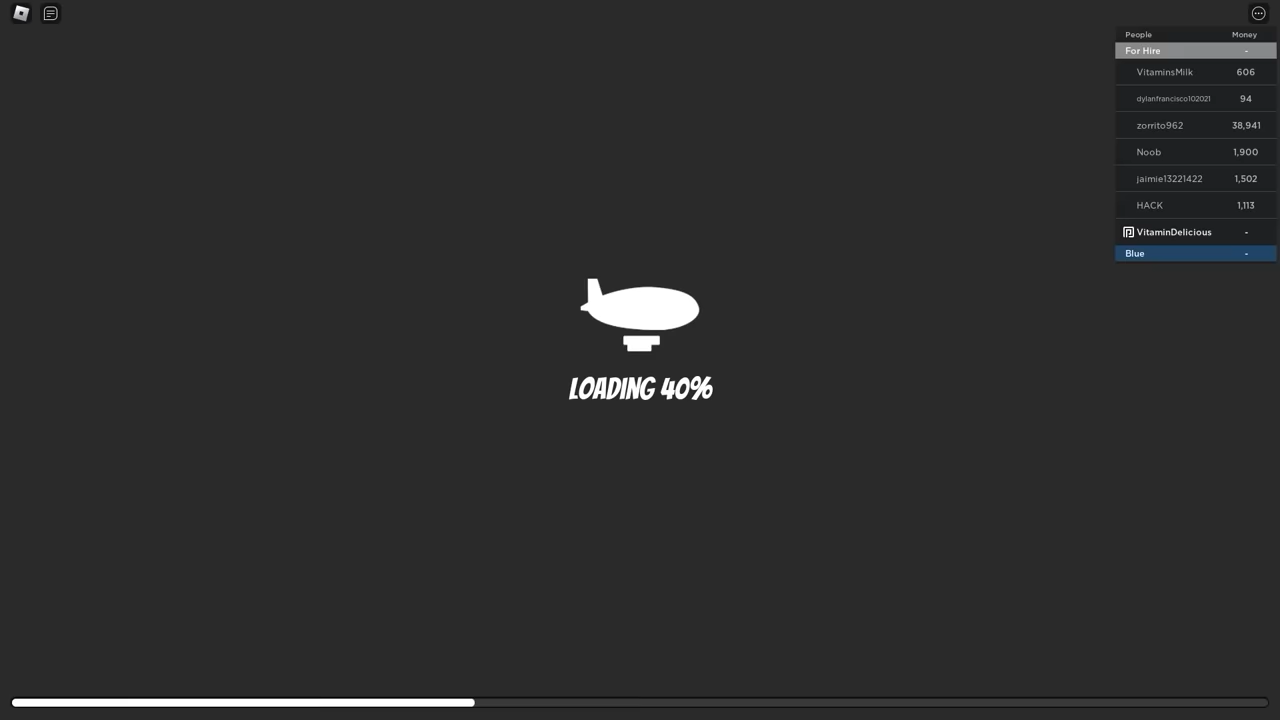 People Money
For Hire -
VitaminsMilk 606
dylanfrancisco102021 94
zorrito962 38,941
Noob 1,900
jaimie13221422 1,502
HACK 1,113
VitaminDelicious -
Blue -
LOADING 40%